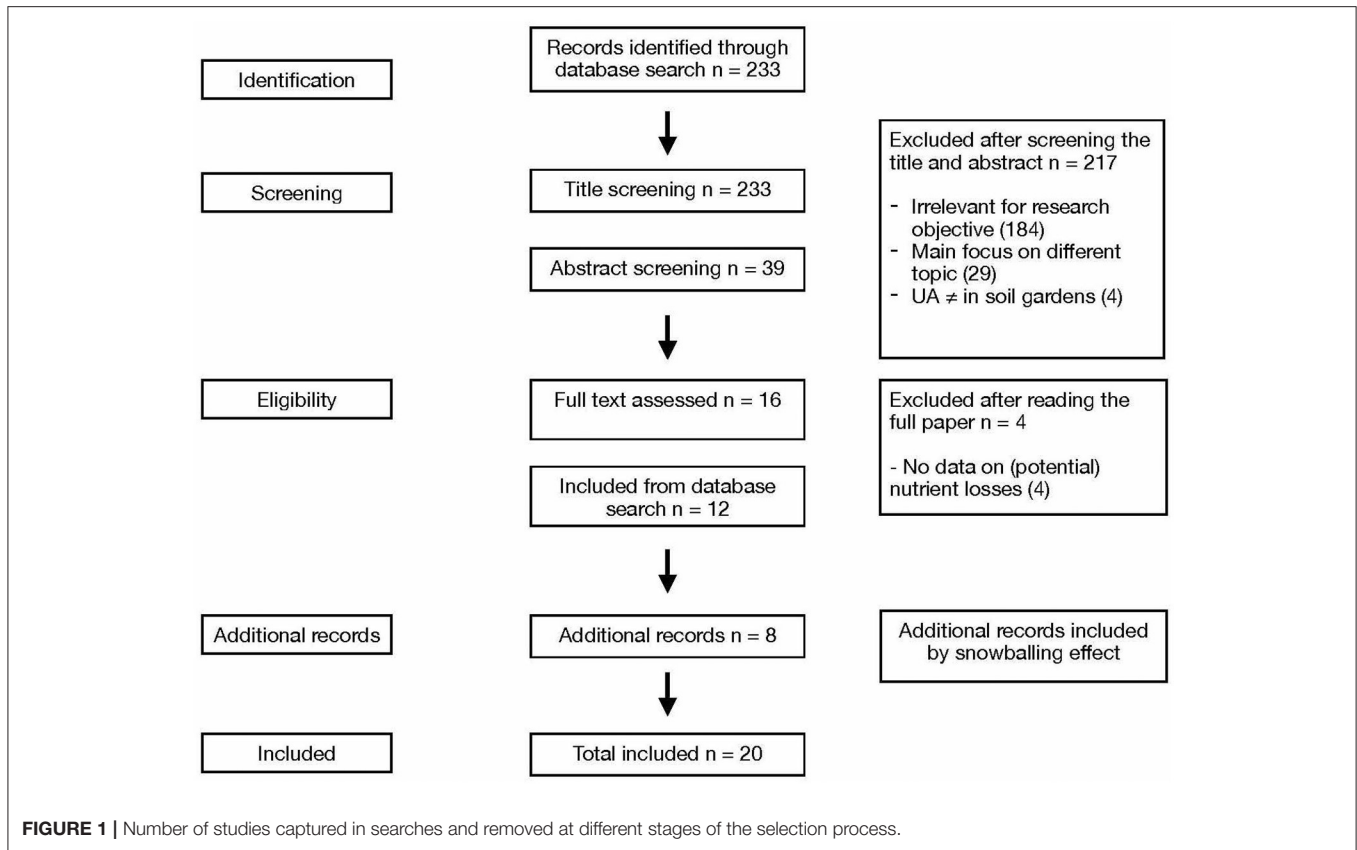 Identification
Records identified through
database search n = 233
Screening
Title screening n = 233
Abstract screening n = 39
Excluded after screening the
title and abstract n = 217
- Irrelevant for research
objective (184)
- Main focus on different
topic (29)
- UA ≠ in soil gardens (4)
Eligibility
Full text assessed n = 16
Included from database
search n = 12
Excluded after reading the
full paper n = 4
- No data on (potential)
nutrient losses (4)
Additional records
Additional records n = 8
Additional records included
by snowballing effect
Included
Total included n = 20
FIGURE 1 | Number of studies captured in searches and removed at different stages of the selection process.